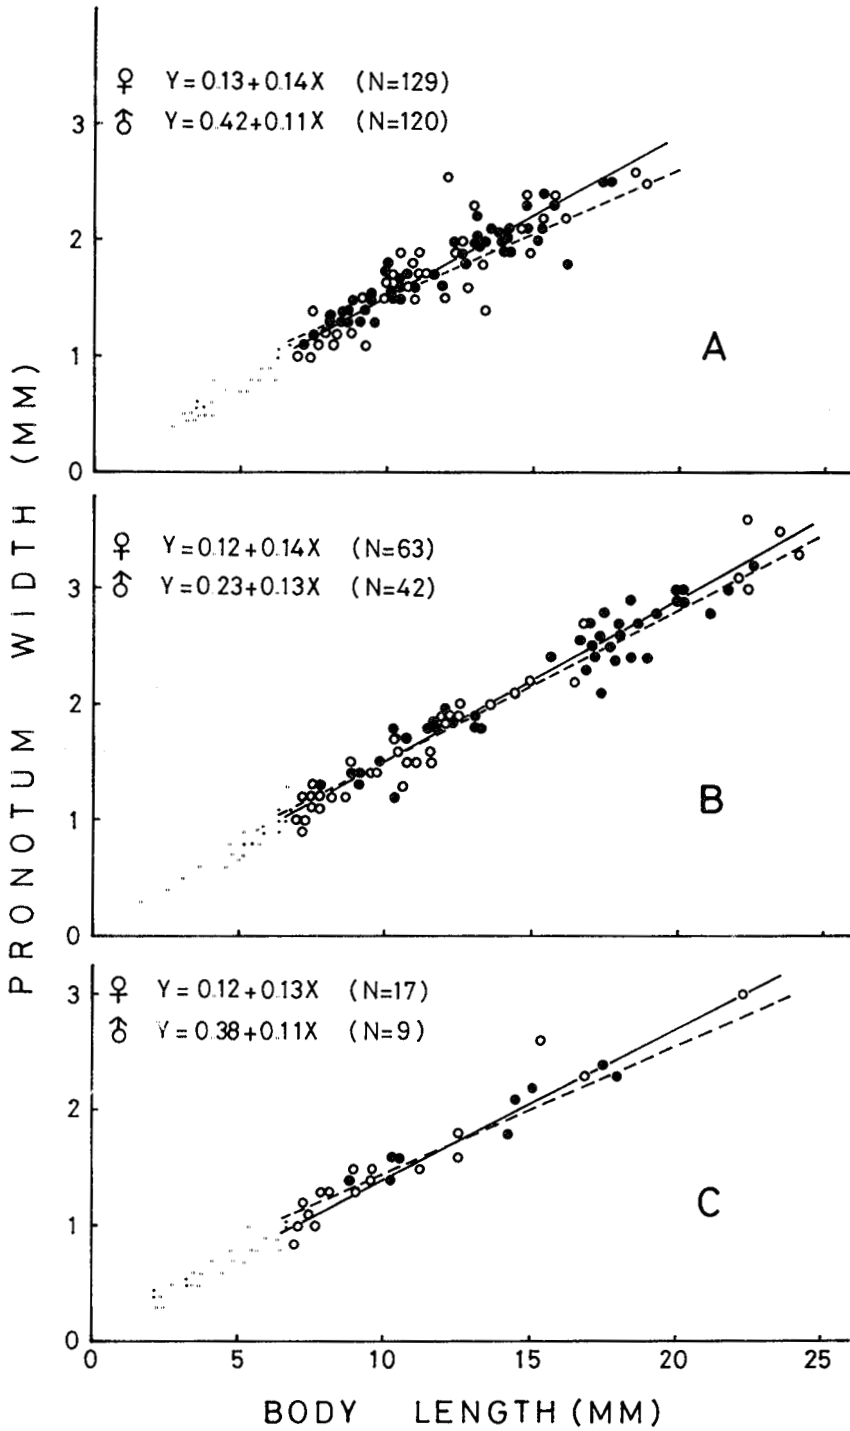 ♀ Y=0.13+0.14X (N=129)
♂ Y=0.42+0.11X (N=120)
3
2
1
0
A
♀ Y=0.12+0.14X (N=63)
♂ Y=0.23+0.13X (N=42)
3
2
1
0
B
♀ Y=0.12+0.13X (N=17)
♂ Y=0.38+0.11X (N=9)
3
2
1
0
C
0 5 10 15 20 25
BODY LENGTH (MM)
PRONOTUM WIDTH (MM)